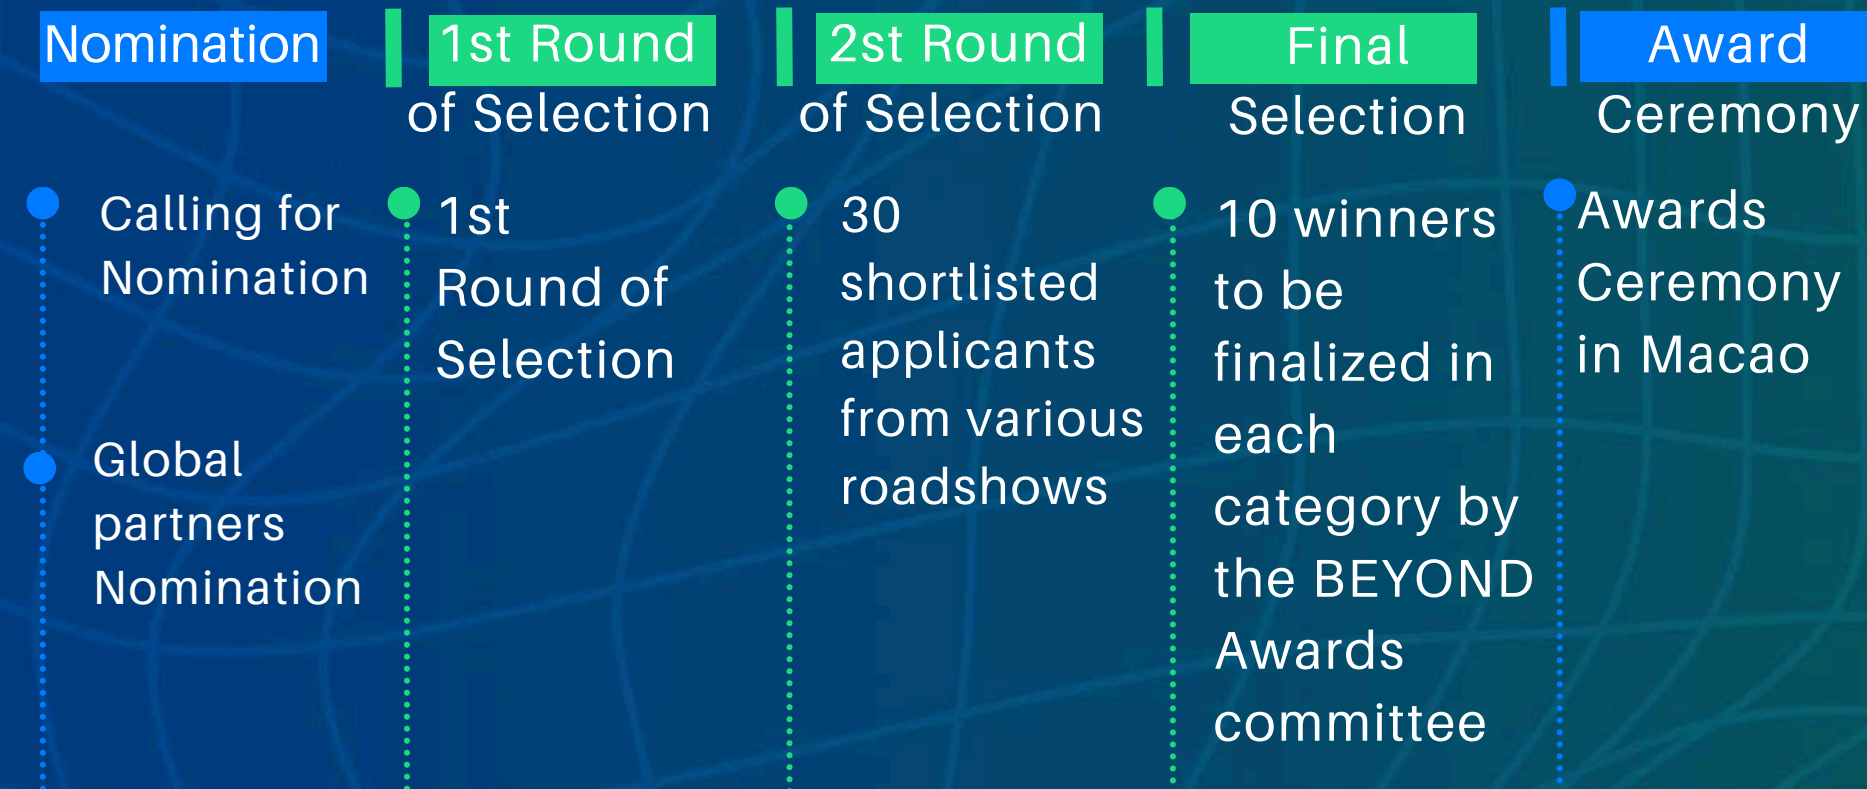 Nomination
Calling for
Nomination
Global
partners
Nomination
1st Round
of Selection
1st
Round of
Selection
2st Round
of Selection
30
shortlisted
applicants
from various
roadshows
Final
Selection
10 winners
to be
finalized in
each
category by
the BEYOND
Awards
committee
Award
Ceremony
Awards
Ceremony
in Macao